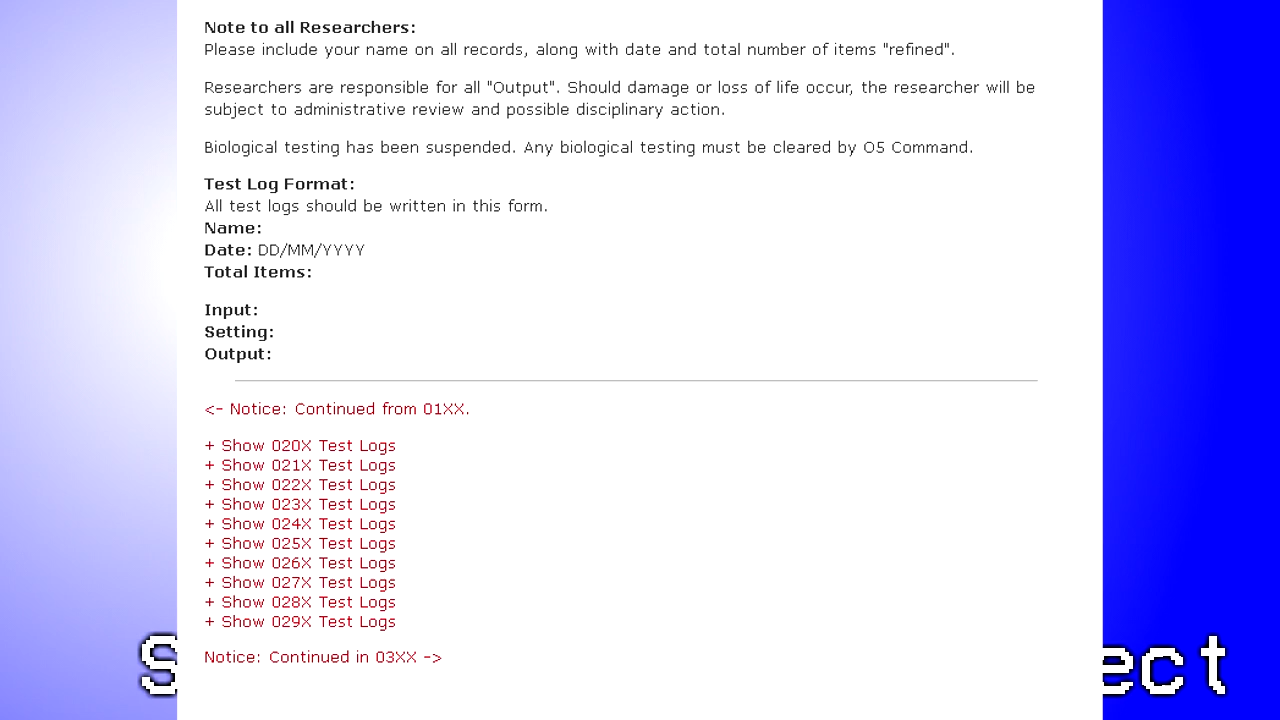 Note to all Researchers:
Please include your name on all records, along with date and total number of items "refined".
Researchers are responsible for all "Output". Should damage or loss of life occur, the researcher will be
subject to administrative review and possible disciplinary action.
Biological testing has been suspended. Any biological testing must be cleared by O5 Command.
Test Log Format:
All test logs should be written in this form.
Name:
Date: DD/MM/YYYY
Total Items:
Input:
Setting:
Output:
<- Notice: Continued from 01XX.
+ Show 020X Test Logs
+ Show 021X Test Logs
+ Show 022X Test Logs
+ Show 023X Test Logs
+ Show 024X Test Logs
+ Show 025X Test Logs
+ Show 026X Test Logs
+ Show 027X Test Logs
+ Show 028X Test Logs
+ Show 029X Test Logs
Notice: Continued in 03XX ->